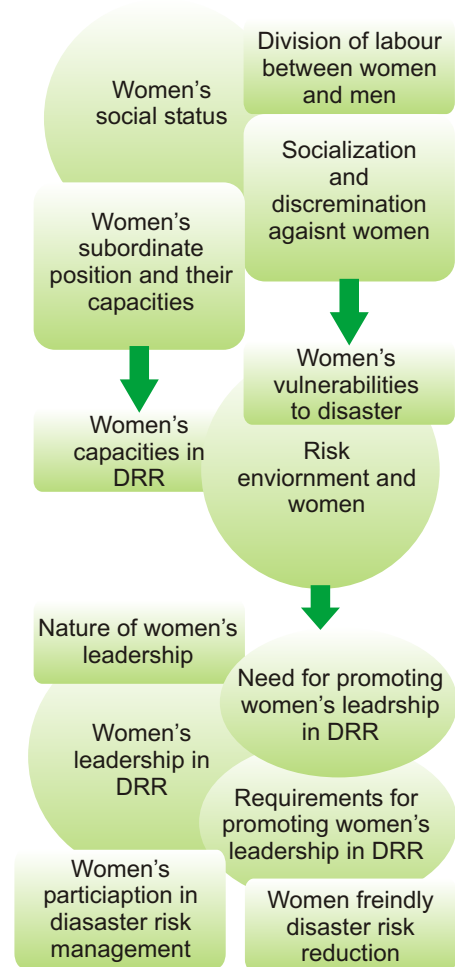 Women's
social status
Division of labour
between women
and men
Socialization
and
discrimination
agaisnt women
Women's
subordinate
position and their
capacities
Women's
vulnerabilities
to disaster
Women's
capacities in
DRR
Risk
enviornment and
women
Nature of women's
leadership
Need for promoting
women's leadrship
in DRR
Women's
leadership in
DRR
Requirements for
promoting women's
leadership in DRR
Women's
particiaption in
diasaster risk
management
Women freindly
disaster risk
reduction